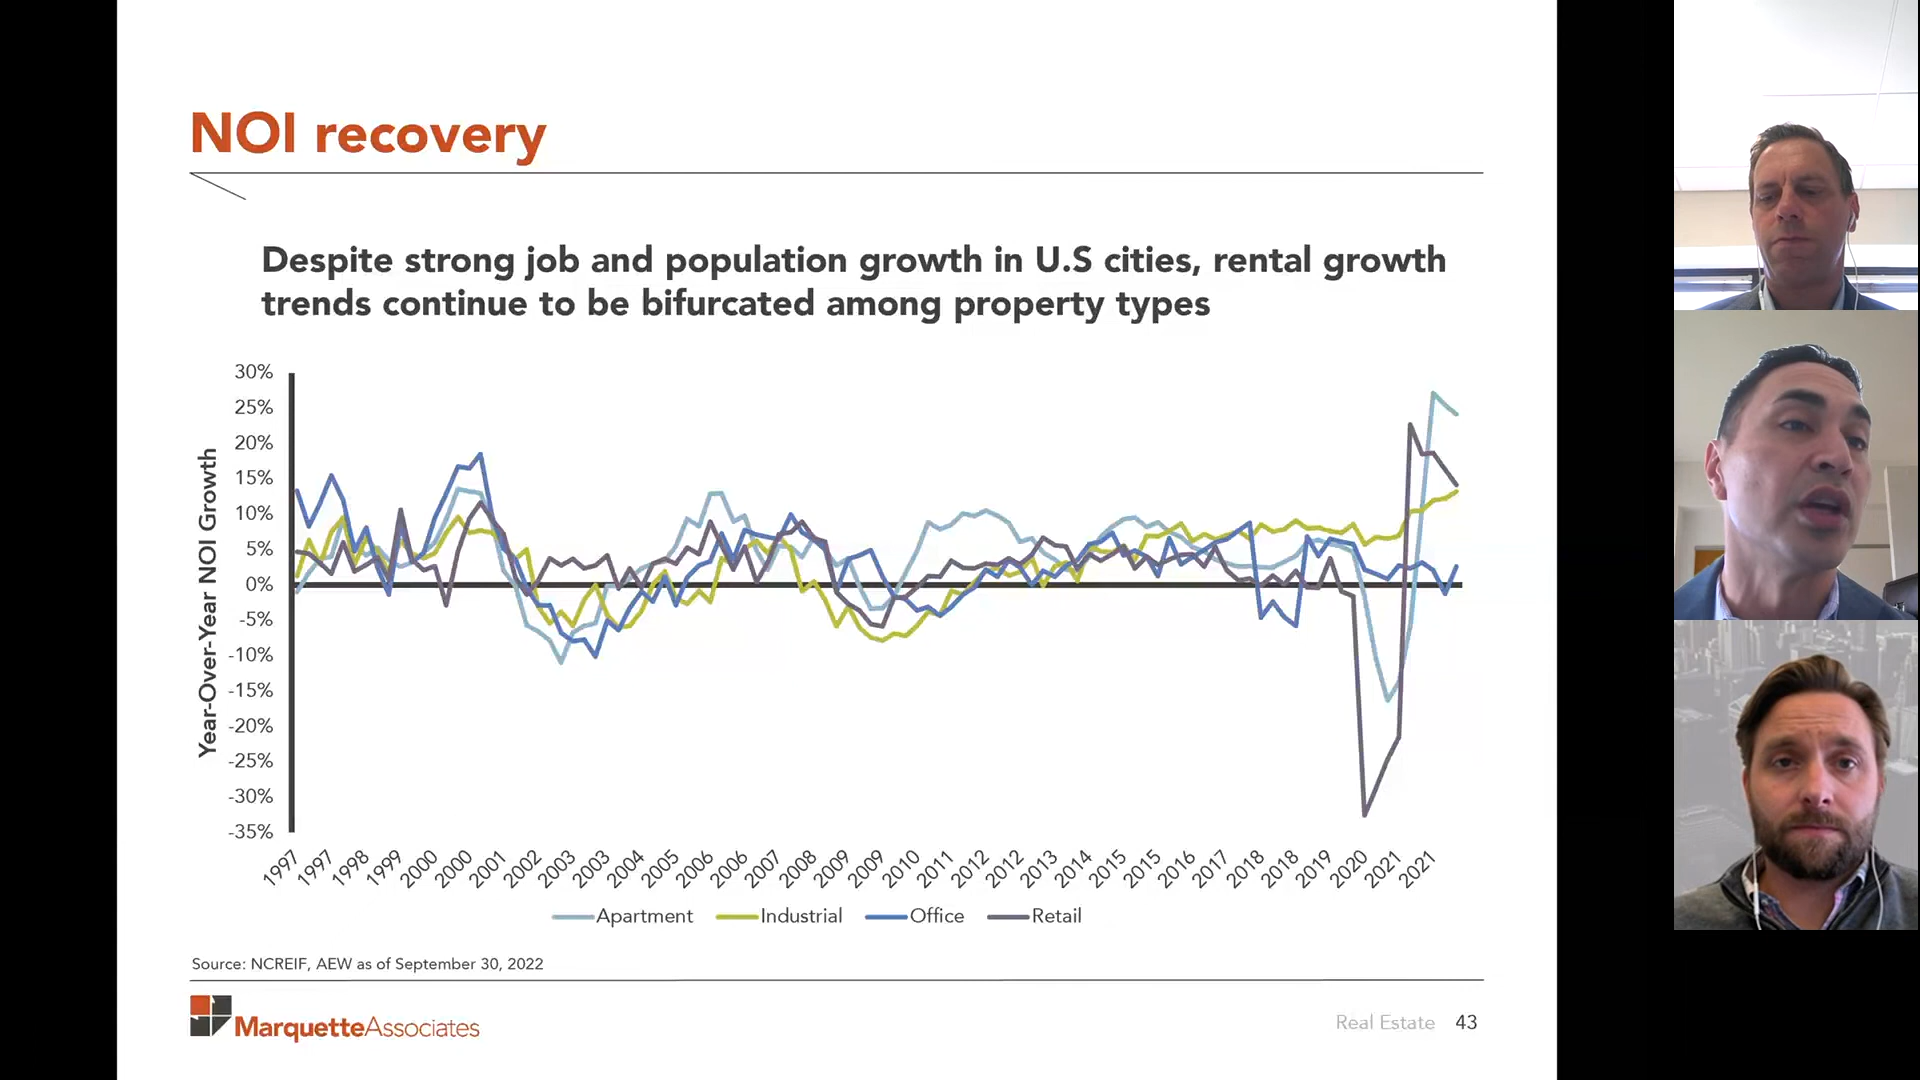 NOI recovery
Despite strong job and population growth in U.S cities, rental growth
trends continue to be bifurcated among property types
Year-Over-Year NOI Growth
30%
25%
20%
15%
10%
5%
0%
-5%
-10%
-15%
-20%
-25%
-30%
-35%
1997 1997 1998 1999 2000 2000 2001 2002 2003 2003 2004 2005 2006 2006 2007 2008 2009 2009 2010 2011 2012 2012 2013 2014 2015 2015 2016 2017 2018 2018 2019 2020 2021 2021
Apartment Industrial Office Retail
Source: NCREIF, AEW as of September 30, 2022
MarquetteAssociates
Real Estate 43